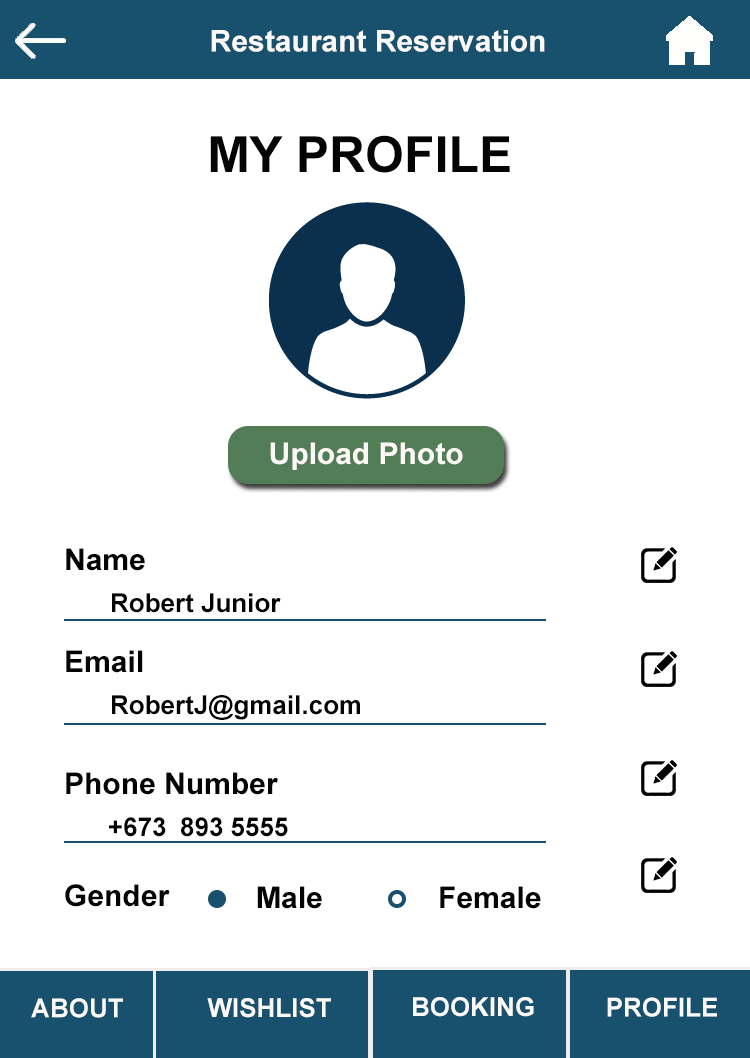 Restaurant Reservation
MY PROFILE
Upload Photo
Name
Robert Junior
Email
RobertJ@gmail.com
Phone Number
+673  893 5555
Gender Male Female
ABOUT WISHLIST BOOKING PROFILE